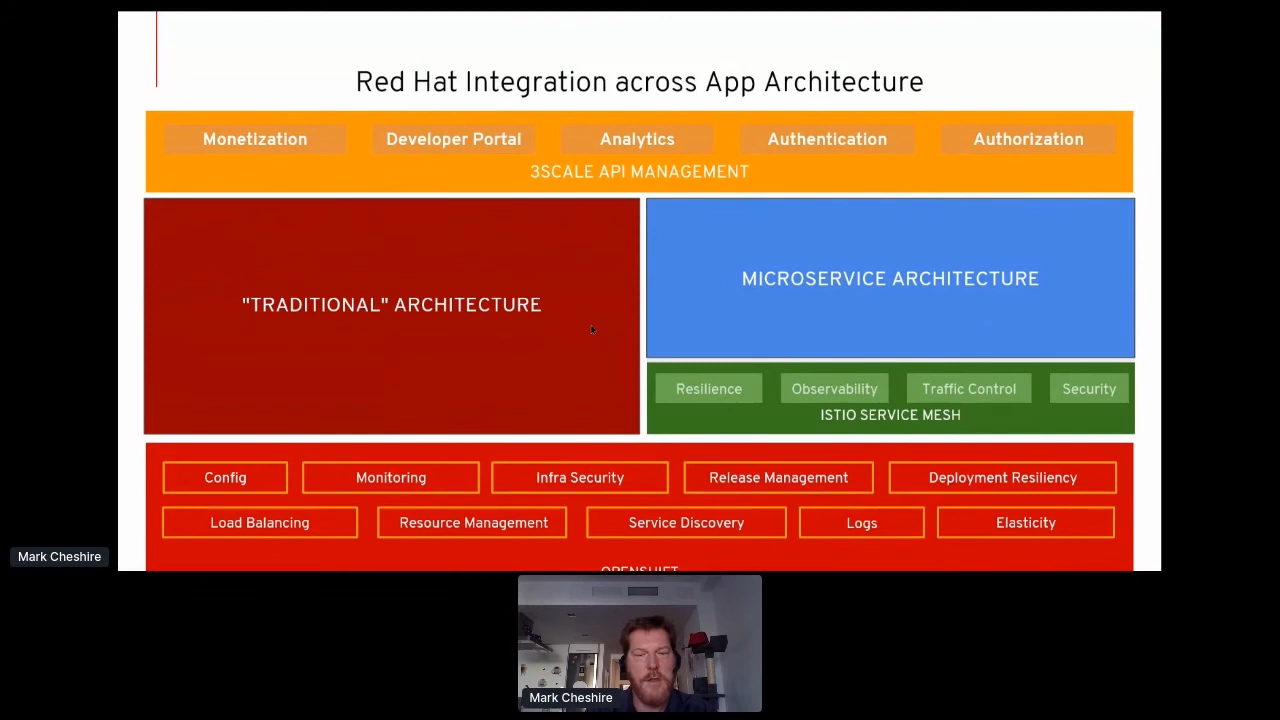 Red Hat Integration across App Architecture
Monetization
Developer Portal
Analytics
Authentication
Authorization
3SCALE API MANAGEMENT
"TRADITIONAL" ARCHITECTURE
MICROSERVICE ARCHITECTURE
Resilience
Observability
Traffic Control
Security
ISTIO SERVICE MESH
Config
Monitoring
Infra Security
Release Management
Deployment Resiliency
Load Balancing
Resource Management
Service Discovery
Logs
Elasticity
OPENSHIFT
Mark Cheshire
Mark Cheshire